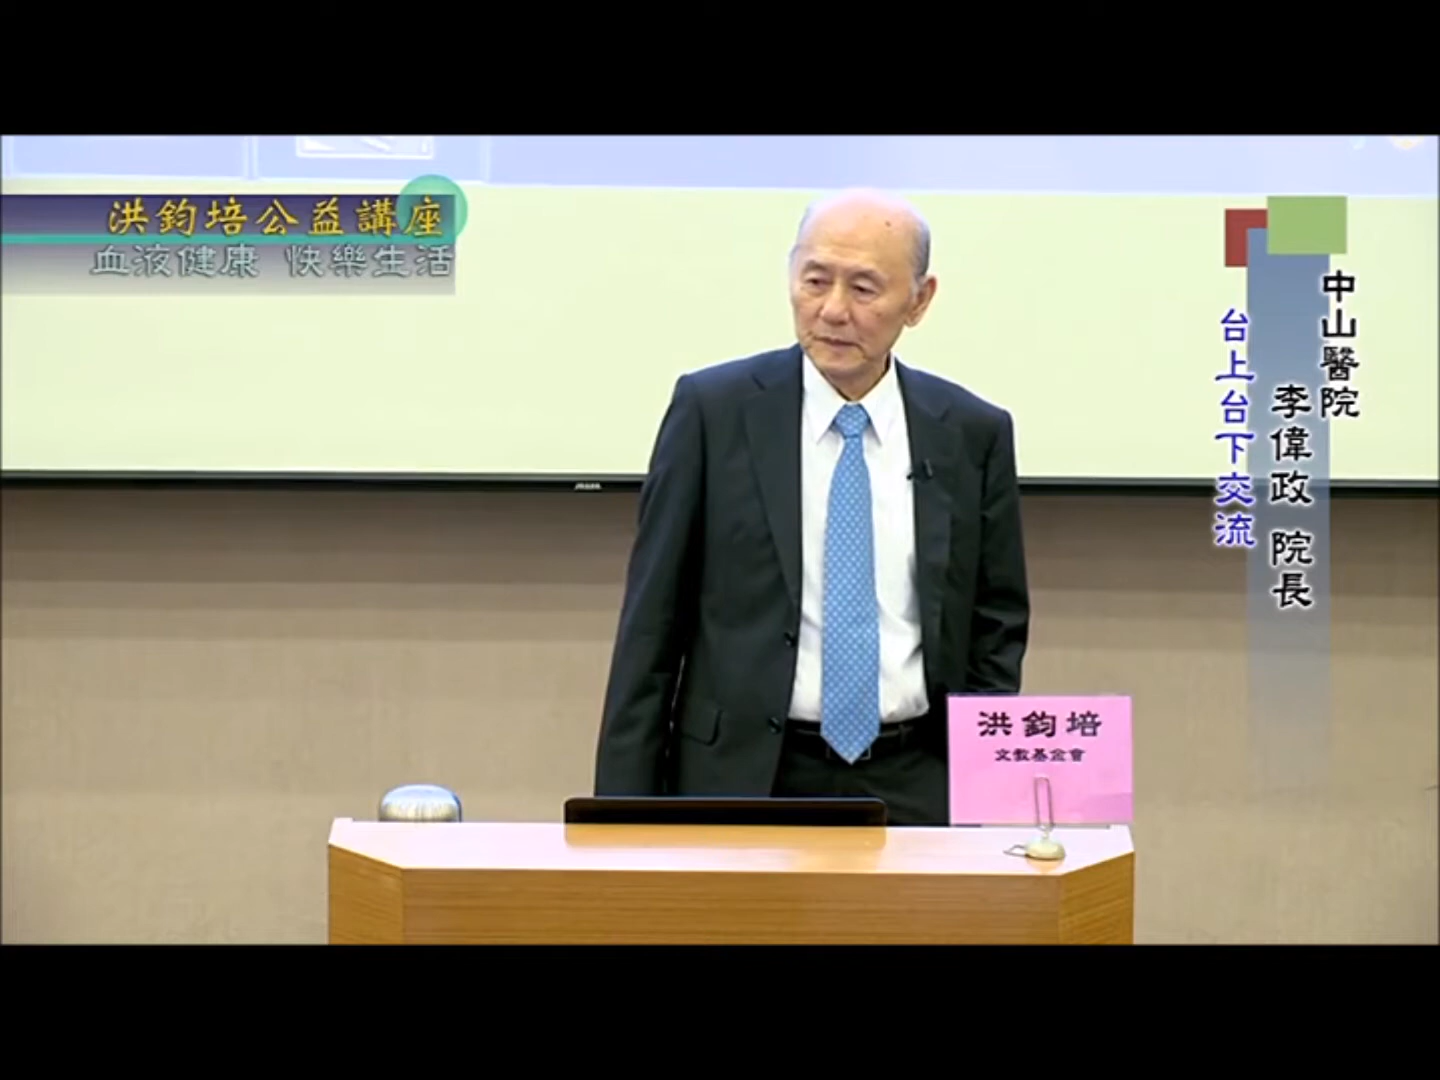 洪鈞培公益講座
血液健康 快樂生活
中山醫院
李偉政 院長
台上台下交流
洪鈞培
文教基金會